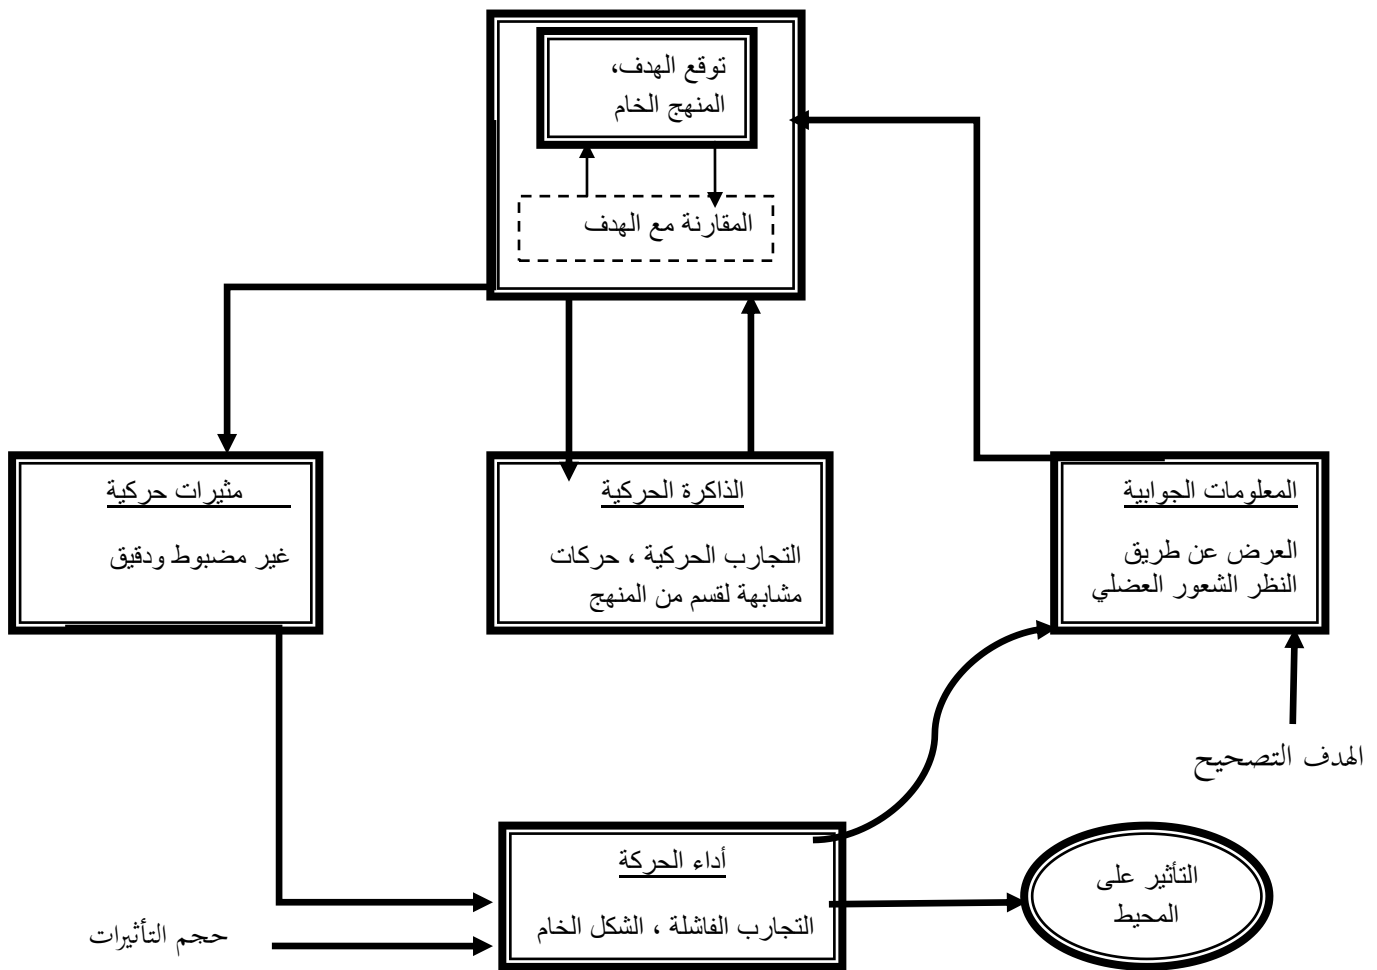 توقع الهدف،
المنهج الخام
المقارنة مع الهدف
المعلومات الجوابية
العرض عن طريق
النظر الشعور العضلي
الذاكرة الحركية
التجارب الحركية ، حركات
مشابهة لقسم من المنهج
مثيرات حركية
غير مضبوط ودقيق
الهدف التصحيح
أداء الحركة
التجارب الفاشلة ، الشكل الخام
التأثير على
المحيط
حجم التأثيرات